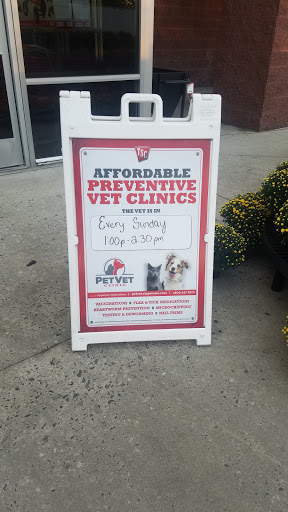 TSC
AFFORDABLE
PREVENTIVE
VET CLINICS
THE VET IS IN
Every Sunday
1:00p-2:30pm
PETVET
CLINIC
VACCINATIONS FLEA & TICK MEDICATIONS
HEARTWORM PREVENTION MICROCHIPPING
TESTING & DEWORMING NAIL TRIMS